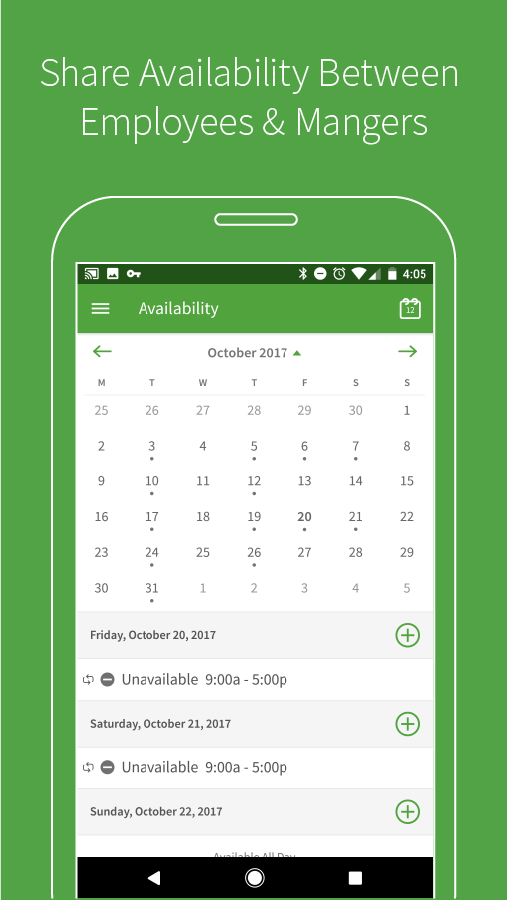 Share Availability Between
Employees & Mangers
4:05
Availability
12
October 2017
M T W T F S S
25 26 27 28 29 30 1
2 3 4 5 6 7 8
9 10 11 12 13 14 15
16 17 18 19 20 21 22
23 24 25 26 27 28 29
30 31 1 2 3 4 5
Friday, October 20, 2017
Unavailable 9:00a - 5:00p
Saturday, October 21, 2017
Unavailable 9:00a - 5:00p
Sunday, October 22, 2017
Available All Day